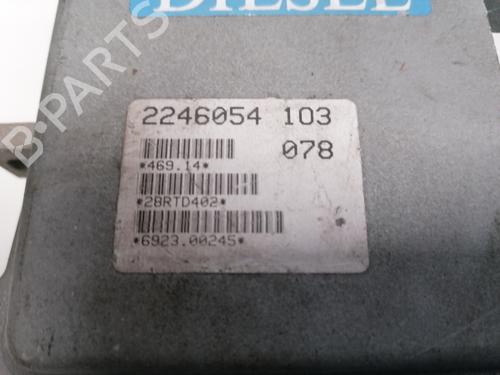 B-PARTS
DIESEL
2246054 103
078
*469.14*
*28RTD402*
*6923.00245*